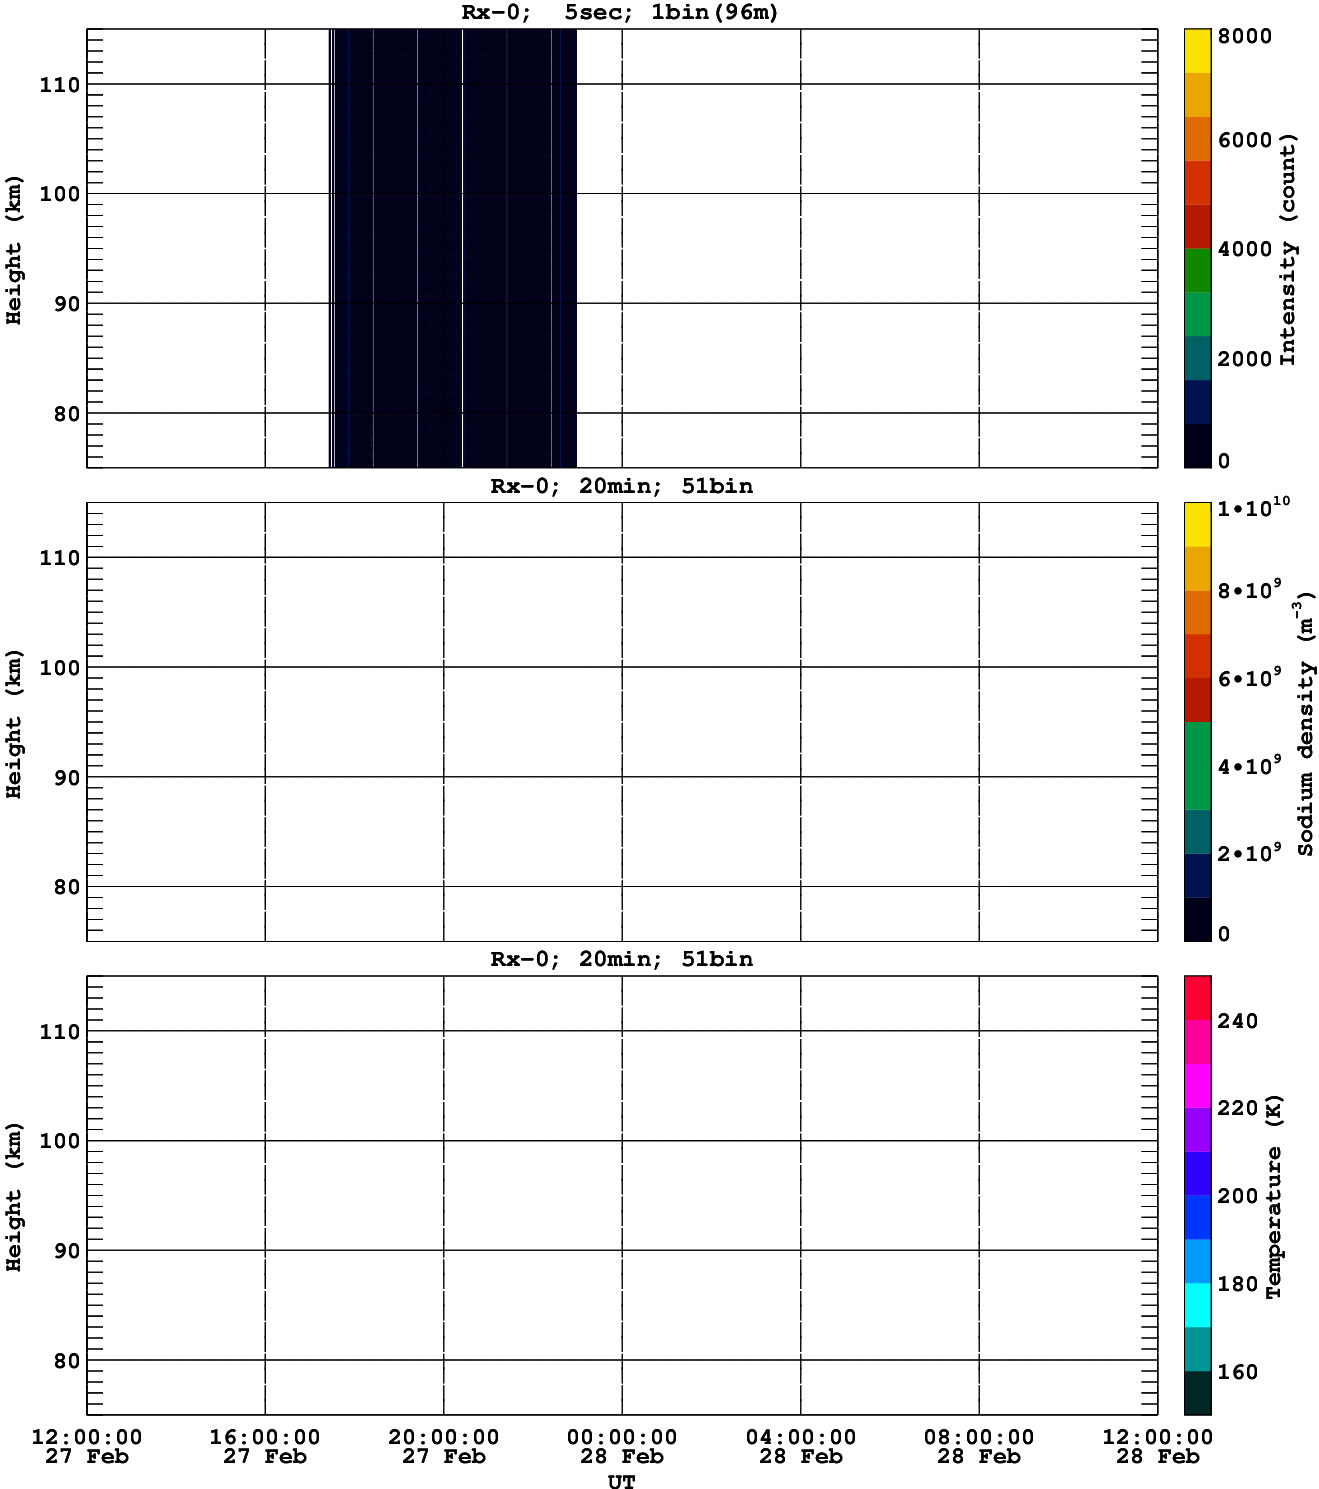 Rx-0;  5sec; 1bin(96m)
110
100
90
80
Height (km)
8000
6000
4000
2000
0
Intensity (count)
Rx-0; 20min; 51bin
110
100
90
80
Height (km)
1•10¹⁰
8•10⁹
6•10⁹
4•10⁹
2•10⁹
0
Sodium density (m⁻³)
Rx-0; 20min; 51bin
110
100
90
80
Height (km)
240
220
200
180
160
Temperature (K)
12:00:00 16:00:00 20:00:00 00:00:00 04:00:00 08:00:00 12:00:00
27 Feb 27 Feb 27 Feb 28 Feb 28 Feb 28 Feb 28 Feb
UT